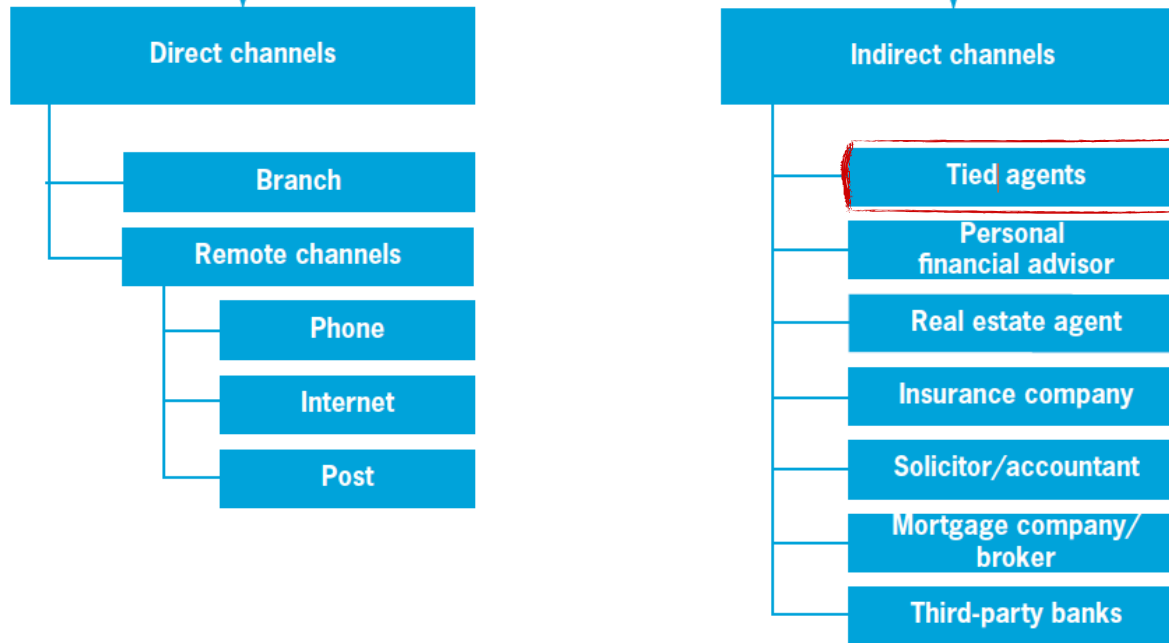 Direct channels
Branch
Remote channels
Phone
Internet
Post
Indirect channels
Tied agents
Personal
financial advisor
Real estate agent
Insurance company
Solicitor/accountant
Mortgage company/
broker
Third-party banks